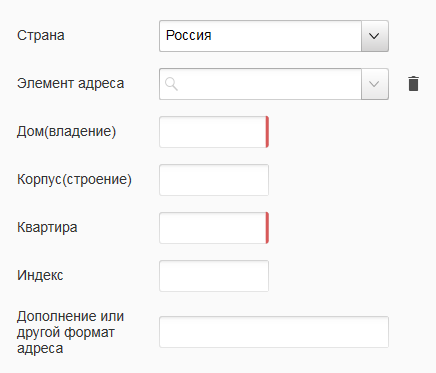 Страна
Россия
Элемент адреса
Дом(владение)
Корпус(строение)
Квартира
Индекс
Дополнение или
другой формат
адреса